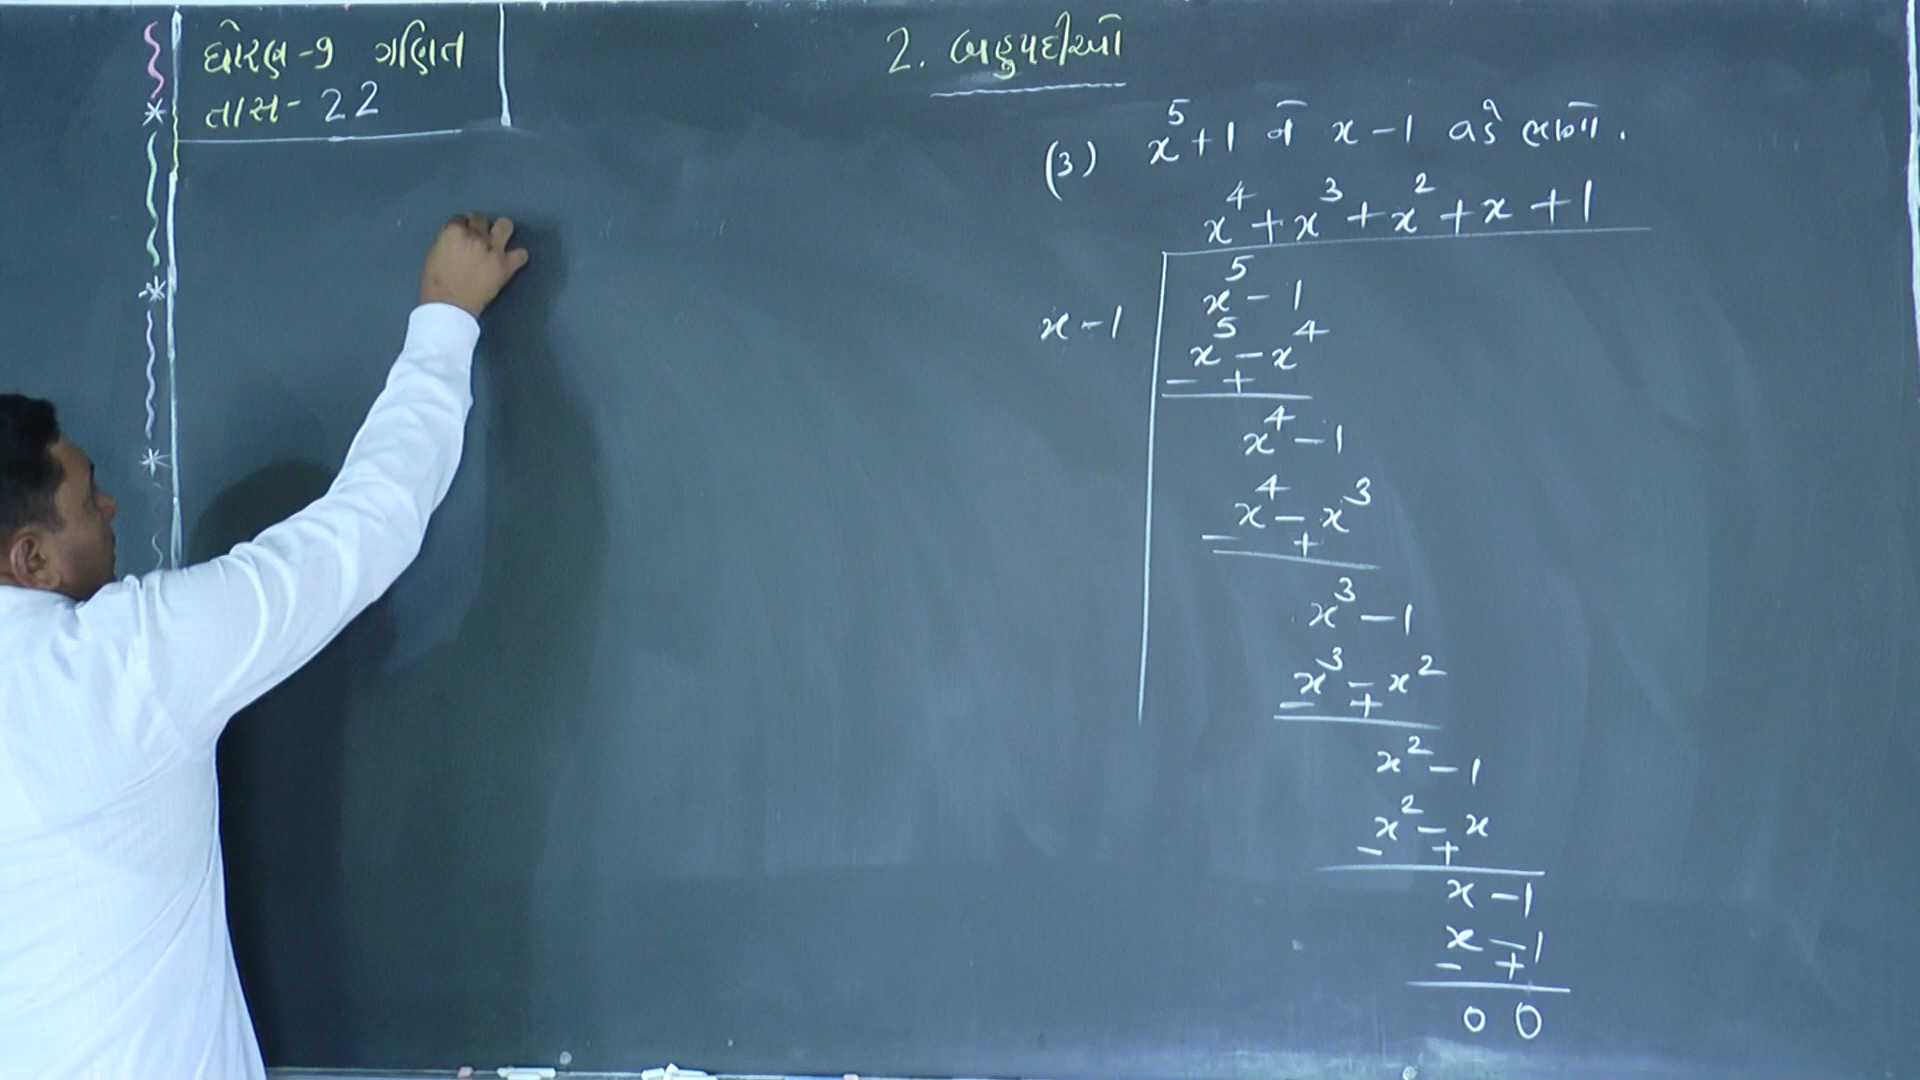 ધોરણ-૭ ગણિત
તાસ- 22
2. બહુપદીઓ
(3) x⁵+1 ને x-1 વડે ભાગો.
x⁴+x³+x²+x+1
x⁵-1
x-1
x⁵-x⁴
- +
x⁴-1
x⁴-x³
- +
x³-1
x³-x²
- +
x²-1
x²-x
- +
x-1
x-1
- +
0 0